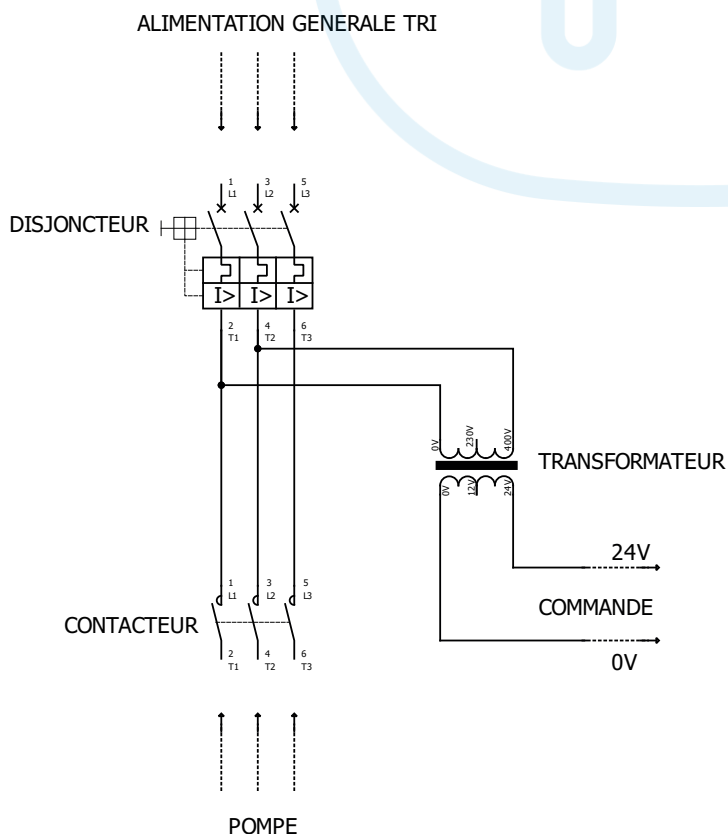 ALIMENTATION GENERALE TRI
1 3 5
L1 L2 L3
DISJONCTEUR
I> I> I>
2 4 6
T1 T2 T3
0V 230V 400V
TRANSFORMATEUR
0V 12V 24V
24V
COMMANDE
0V
1 3 5
L1 L2 L3
CONTACTEUR
2 4 6
T1 T2 T3
POMPE